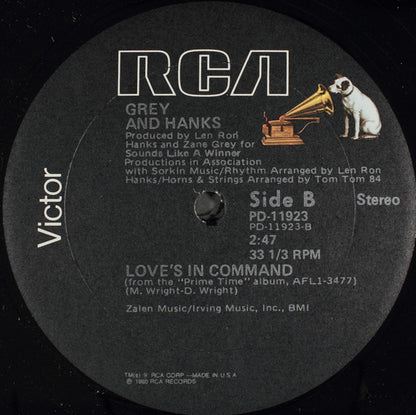 RCA
Victor
GREY
AND HANKS
Produced by Len Ron
Hanks and Zane Grey for
Sounds Like A Winner
Productions in Association
with Sorkin Music/Rhythm Arranged by Len Ron
Hanks/Horns & Strings Arranged by Tom Tom 84
Side B
Stereo
PD-11923
PD-11923-B
2:47
33 1/3 RPM
LOVE'S IN COMMAND
(from the "Prime Time" album, AFL1-3477)
(M. Wright-D. Wright)
Zalen Music/Irving Music, Inc., BMI
TM(s) ® RCA CORP.—MADE IN U.S.A.
℗ 1980 RCA RECORDS